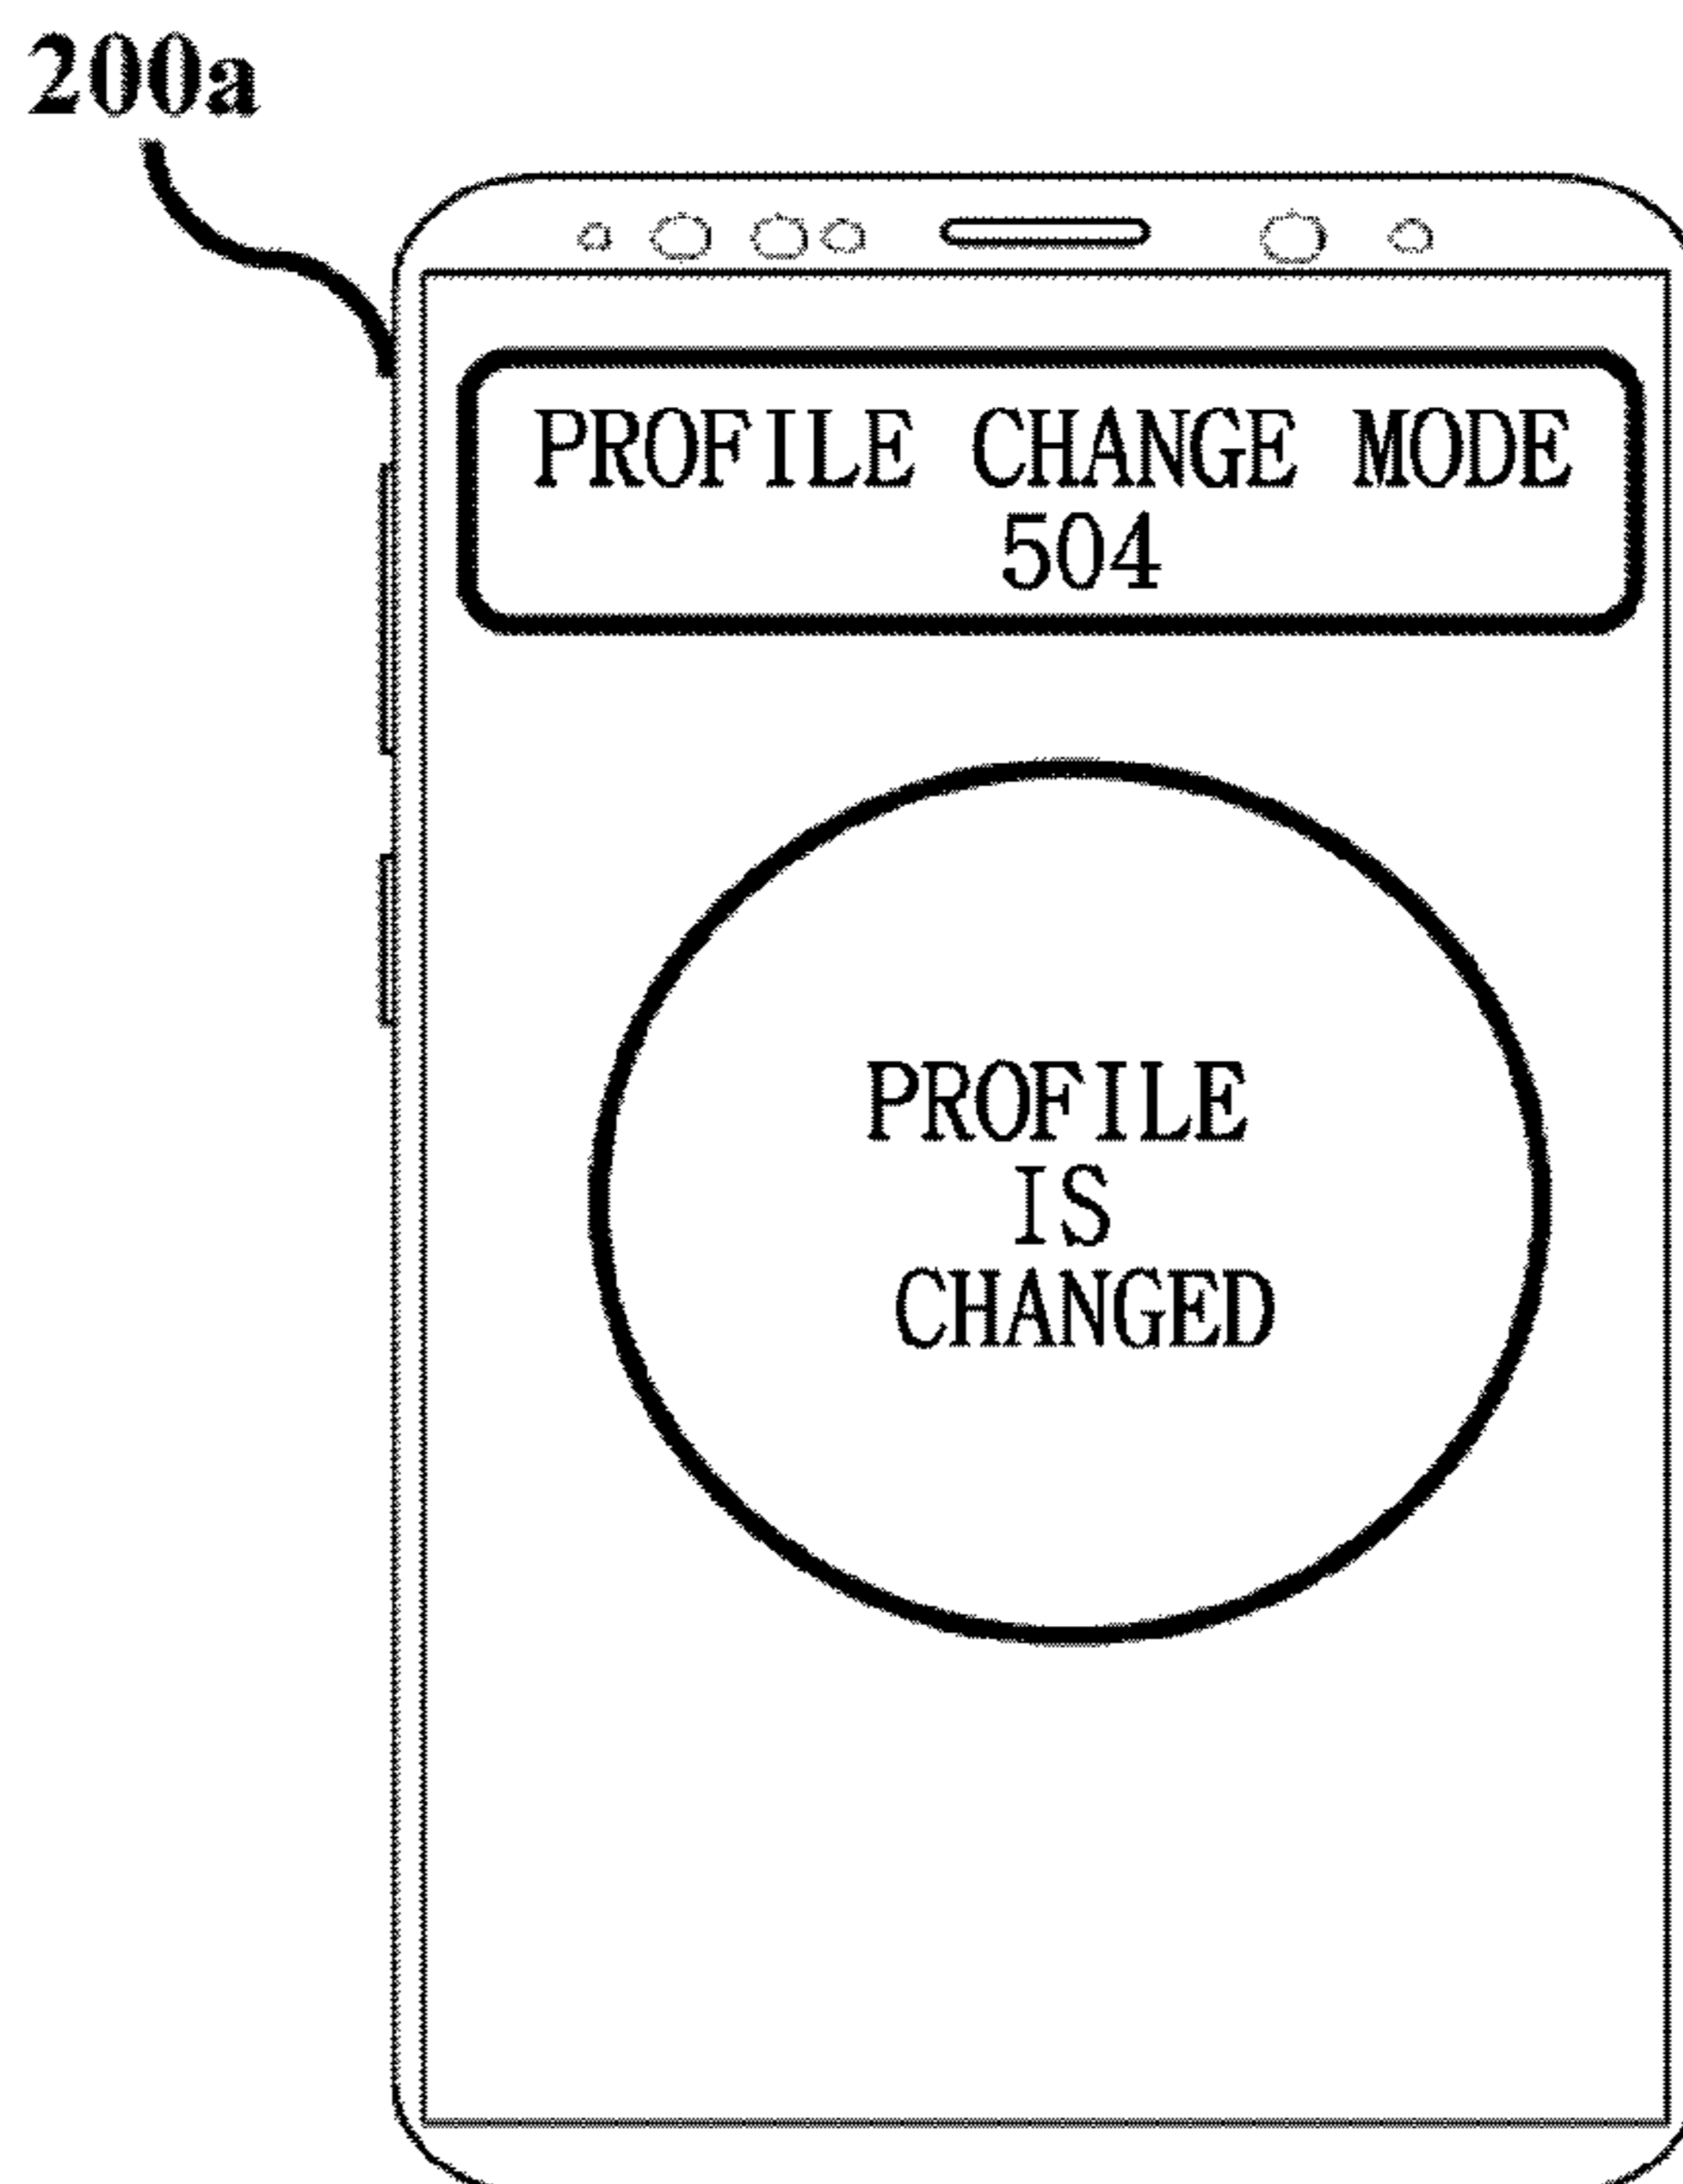 200a
PROFILE CHANGE MODE
504
PROFILE
IS
CHANGED